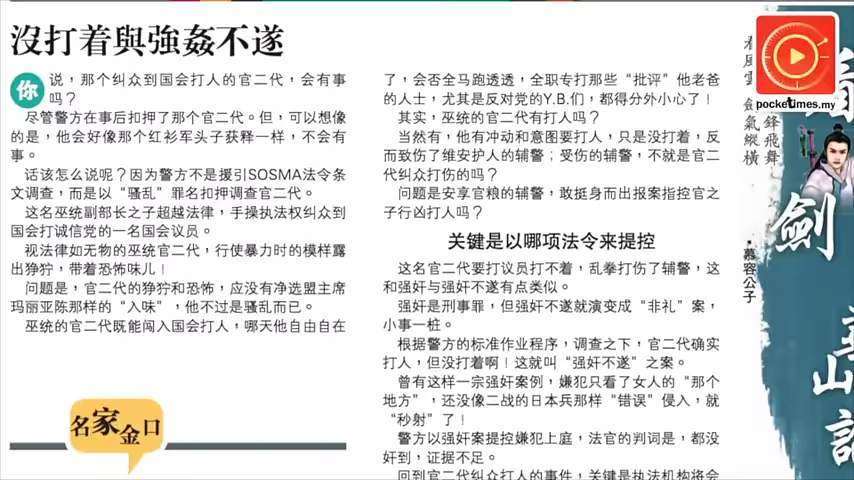 沒打着與強姦不遂
你说，那个纠众到国会打人的官二代，会有事
吗？
尽管警方在事后扣押了那个官二代。但，可以想像
的是，他会好像那个红衫军头子获释一样，不会有
事。
话该怎么说呢？因为警方不是援引SOSMA法令条
文调查，而是以“骚乱”罪名扣押调查官二代。
这名巫统副部长之子超越法律，手操执法权纠众到
国会打诚信党的一名国会议员。
视法律如无物的巫统官二代，行使暴力时的模样露
出狰狞，带着恐怖味儿！
问题是，官二代的狰狞和恐怖，应没有净选盟主席
玛丽亚陈那样的“入味”，他不过是骚乱而已。
巫统的官二代既能闯入国会打人，哪天他自由自在
名家金口
了，会否全马跑透透，全职专打那些“批评”他老爸
的人士，尤其是反对党的Y.B.们，都得分外小心了！
其实，巫统的官二代有打人吗？
当然有，他有冲动和意图要打人，只是没打着，反
而致伤了维安护人的辅警；受伤的辅警，不就是官二
代纠众打伤的吗？
问题是安享官粮的辅警，敢挺身而出报案指控官之
子行凶打人吗？
关键是以哪项法令来提控
这名官二代要打议员打不着，乱拳打伤了辅警，这
和强奸与强奸不遂有点类似。
强奸是刑事罪，但强奸不遂就演变成“非礼”案，
小事一桩。
根据警方的标准作业程序，调查之下，官二代确实
打人，但没打着啊！这就叫“强奸不遂”之案。
曾有这样一宗强奸案例，嫌犯只看了女人的“那个
地方”，还没像二战的日本兵那样“错误”侵入，就
“秒射”了！
警方以强奸案提控嫌犯上庭，法官的判词是，都没
奸到，证据不足。
回到官二代纠众打人的事件，关键是执法机构将会
pocketimes.my
看風雲劍氣縱橫
鋒飛舞
劍
•慕容公子
山